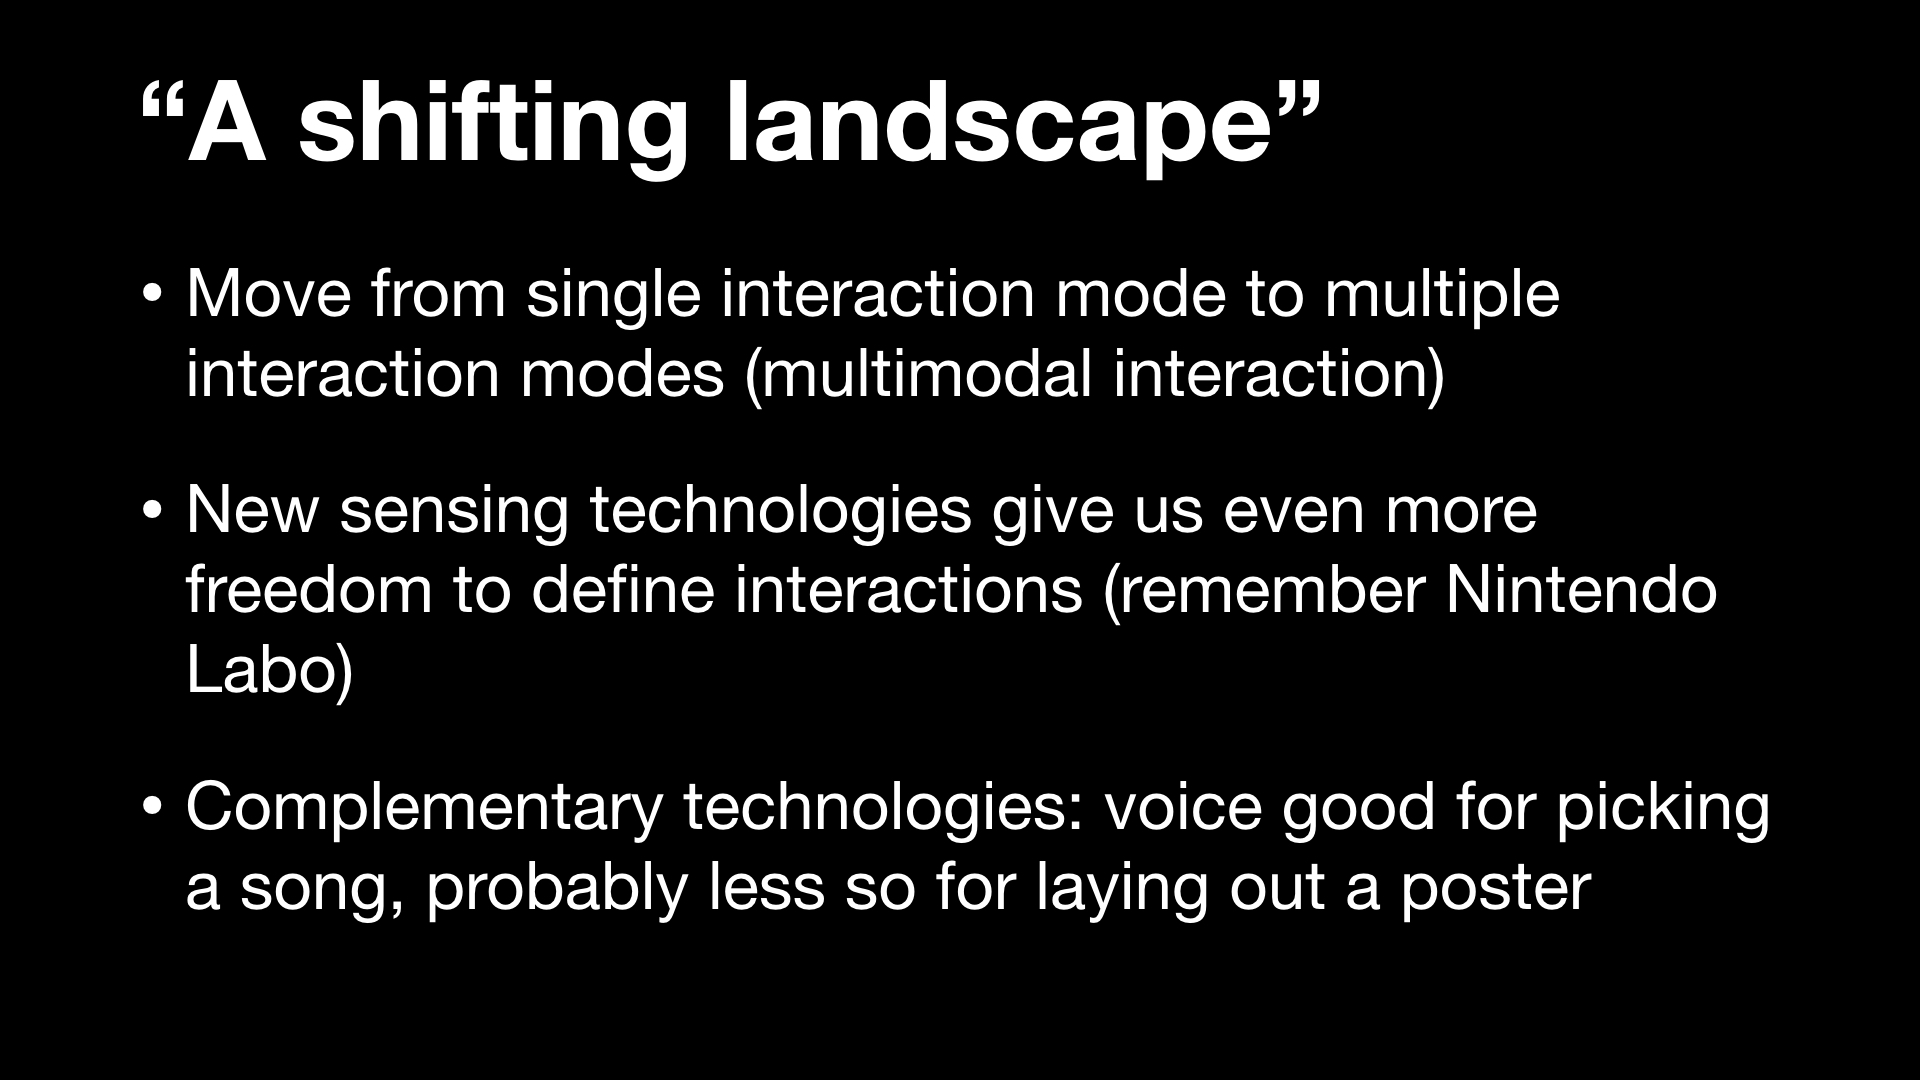 “A shifting landscape”
• Move from single interaction mode to multiple
interaction modes (multimodal interaction)
• New sensing technologies give us even more
freedom to define interactions (remember Nintendo
Labo)
• Complementary technologies: voice good for picking
a song, probably less so for laying out a poster